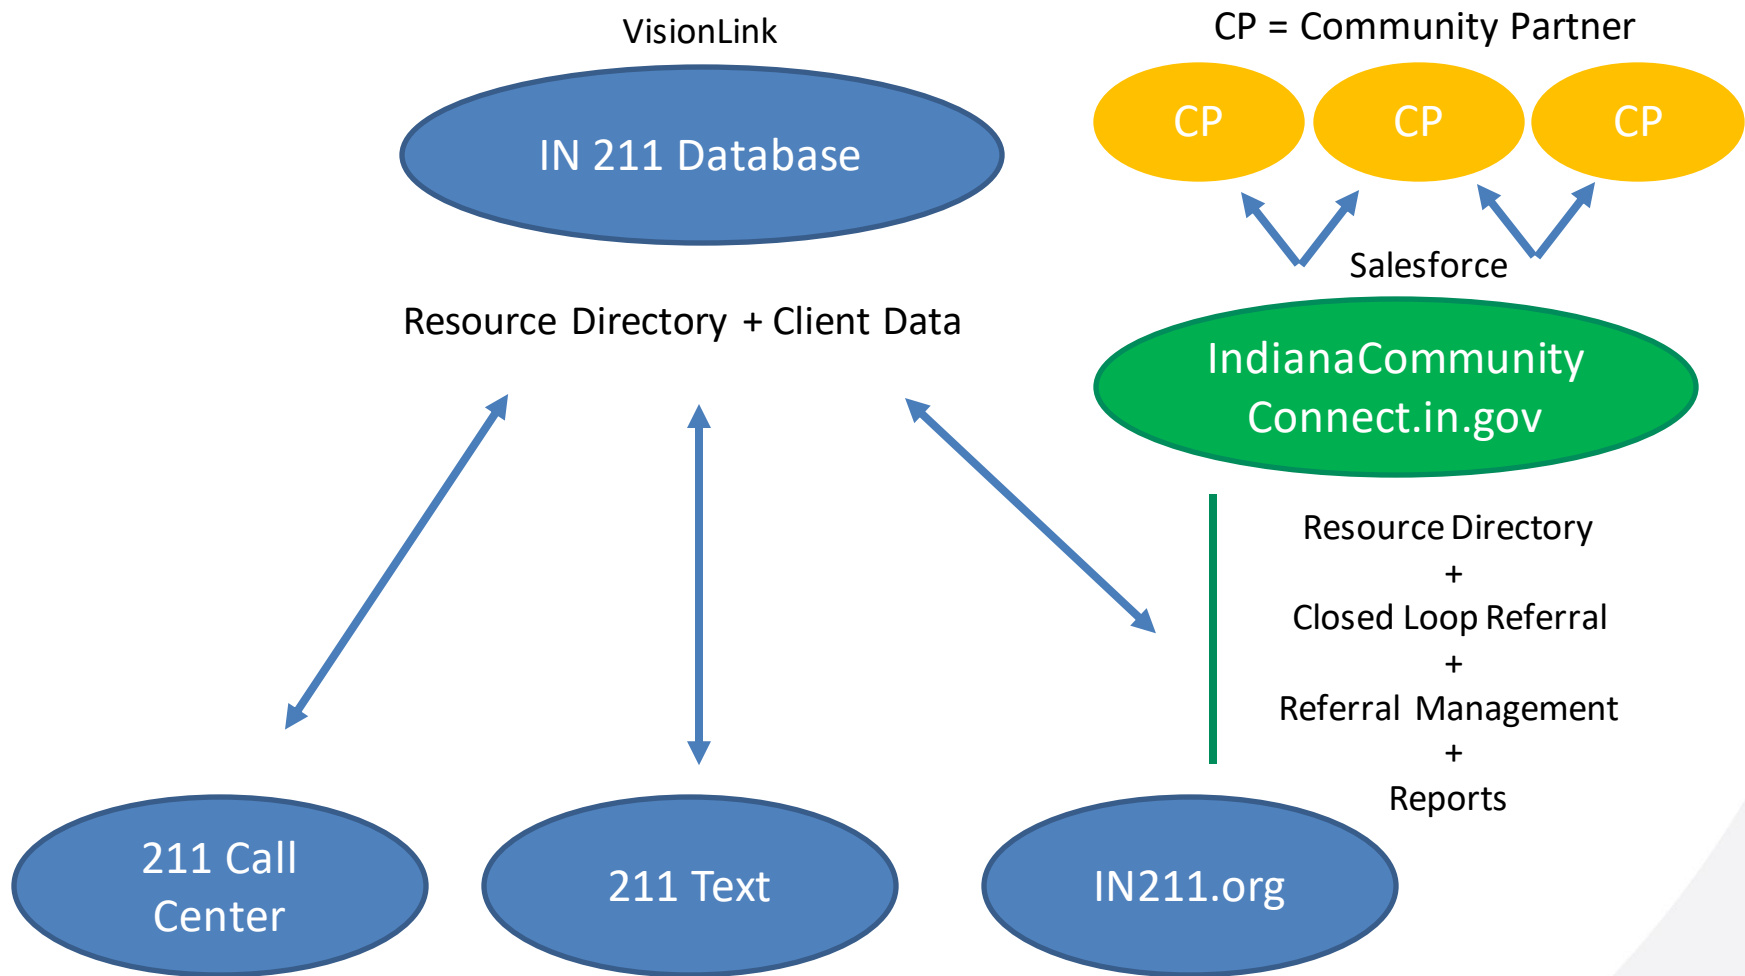 VisionLink
IN 211 Database
Resource Directory + Client Data
CP = Community Partner
CP
CP
CP
Salesforce
IndianaCommunity
Connect.in.gov
Resource Directory
+
Closed Loop Referral
+
Referral Management
+
Reports
211 Call
Center
211 Text
IN211.org